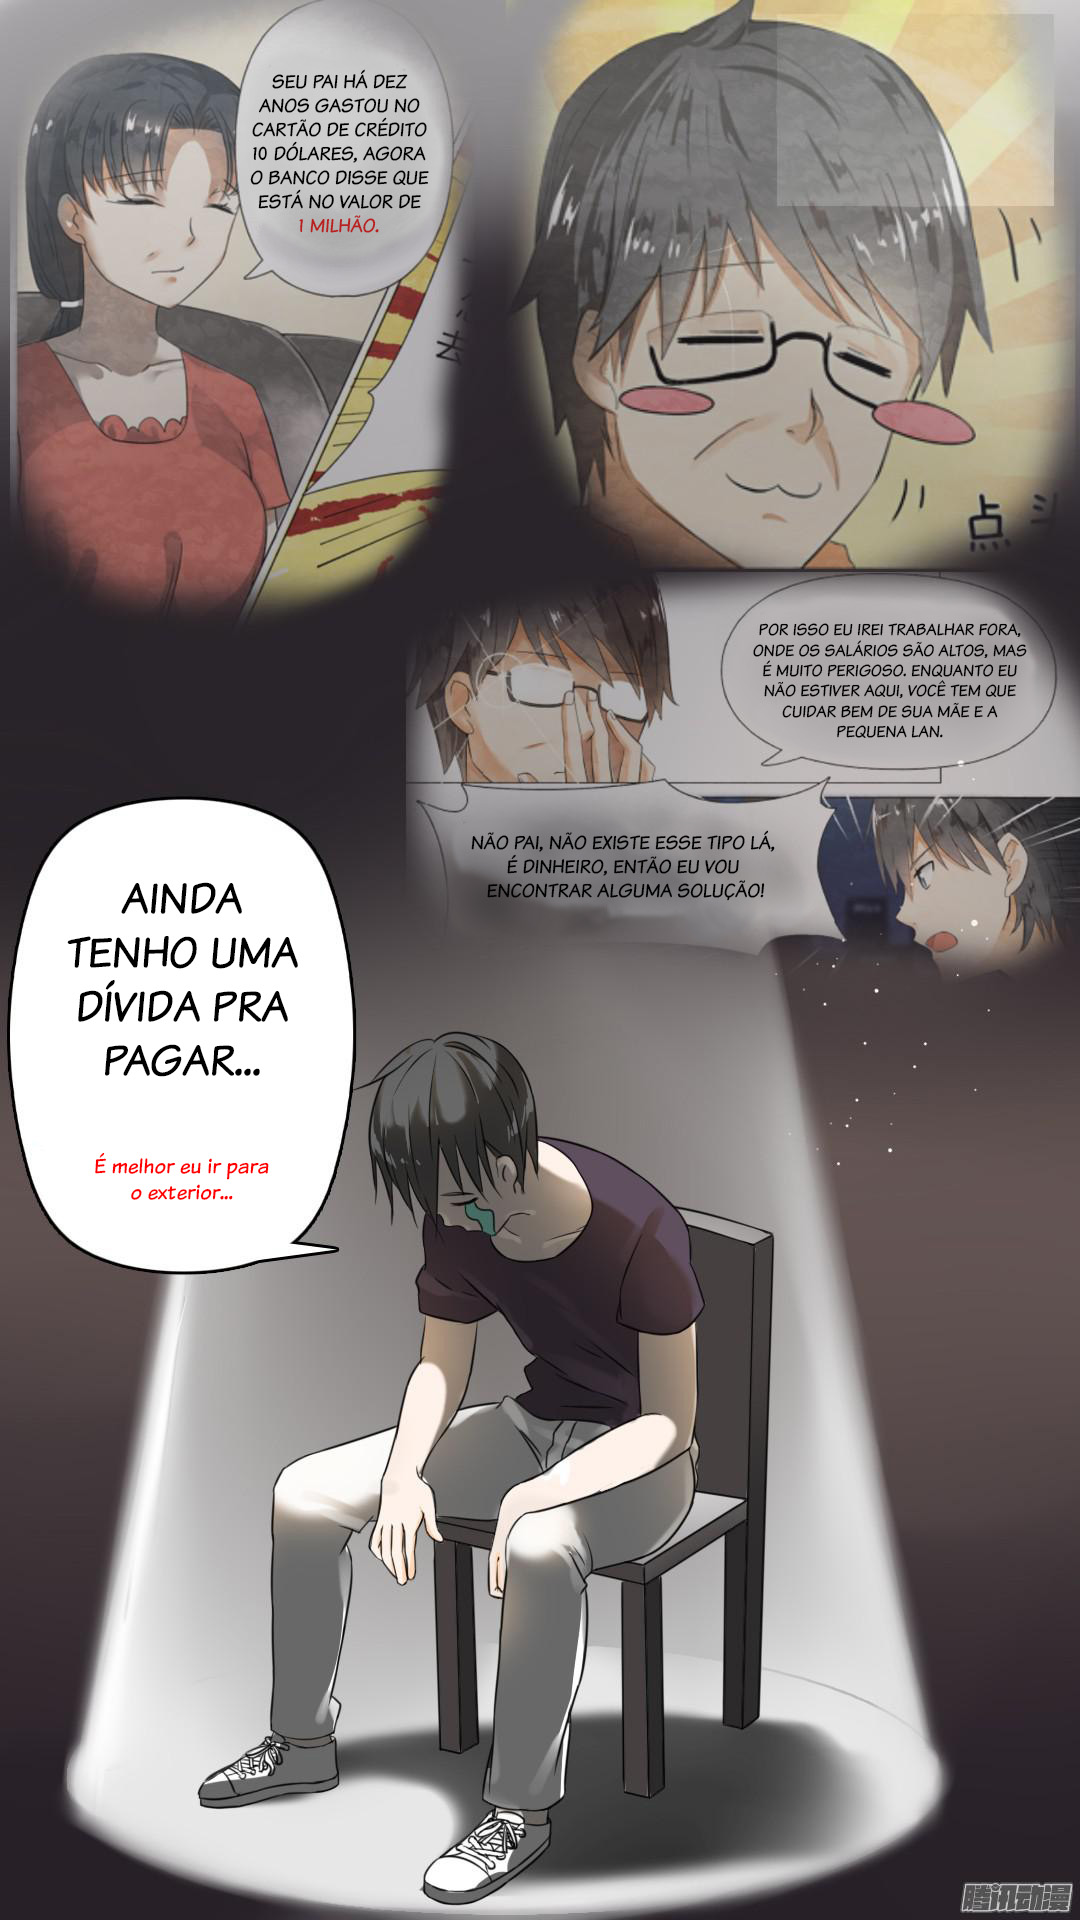 SEU PAI HÁ DEZ
ANOS GASTOU NO
CARTÃO DE CRÉDITO
10 DÓLARES, AGORA
O BANCO DISSE QUE
ESTÁ NO VALOR DE
1 MILHÃO.
点
POR ISSO EU IREI TRABALHAR FORA,
ONDE OS SALÁRIOS SÃO ALTOS, MAS
É MUITO PERIGOSO. ENQUANTO EU
NÃO ESTIVER AQUI, VOCÊ TEM QUE
CUIDAR BEM DE SUA MÃE E A
PEQUENA LAN.
NÃO PAI, NÃO EXISTE ESSE TIPO LÁ,
É DINHEIRO, ENTÃO EU VOU
ENCONTRAR ALGUMA SOLUÇÃO!
AINDA
TENHO UMA
DÍVIDA PRA
PAGAR...
É melhor eu ir para
o exterior...
腾讯动漫